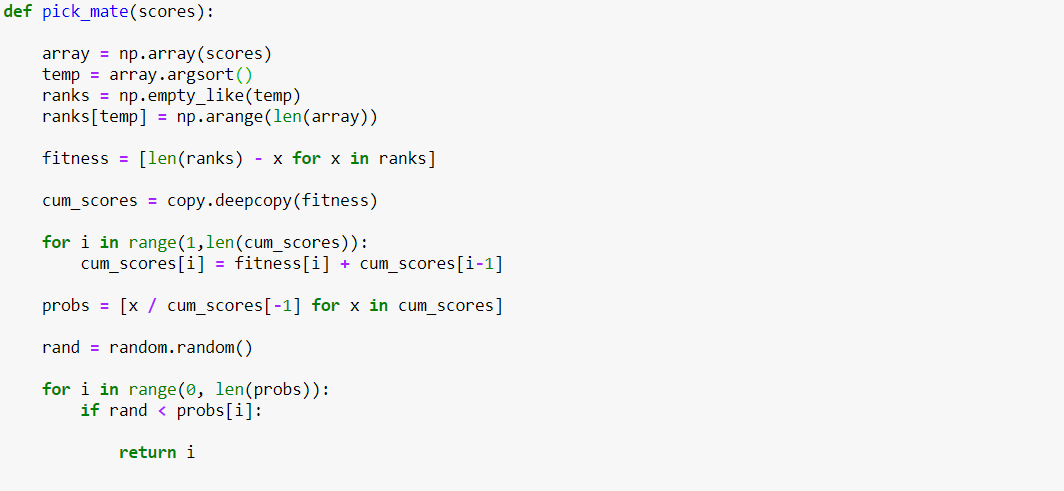 def pick_mate(scores):
    array = np.array(scores)
    temp = array.argsort()
    ranks = np.empty_like(temp)
    ranks[temp] = np.arange(len(array))
    fitness = [len(ranks) - x for x in ranks]
    cum_scores = copy.deepcopy(fitness)
    for i in range(1,len(cum_scores)):
        cum_scores[i] = fitness[i] + cum_scores[i-1]
    probs = [x / cum_scores[-1] for x in cum_scores]
    rand = random.random()
    for i in range(0, len(probs)):
        if rand < probs[i]:
            return i